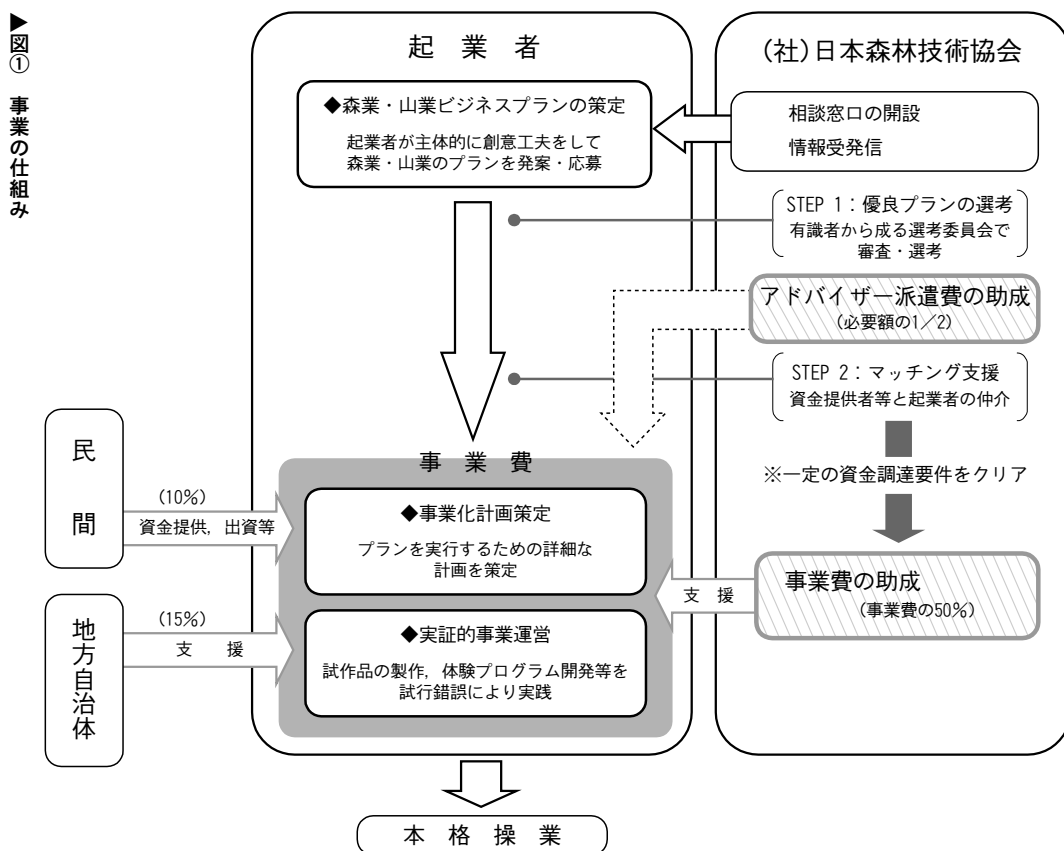 ▶図① 事業の仕組み
起 業 者
◆森業・山業ビジネスプランの策定
起業者が主体的に創意工夫をして
森業・山業のプランを発案・応募
(社)日本森林技術協会
相談窓口の開設
情報受発信
STEP 1：優良プランの選考
有識者から成る選考委員会で
審査・選考
アドバイザー派遣費の助成
(必要額の1／2)
STEP 2：マッチング支援
資金提供者等と起業者の仲介
※一定の資金調達要件をクリア
事業費の助成
(事業費の50％)
支 援
民 間
(10％)
資金提供，出資等
地方自治体
(15％)
支 援
事 業 費
◆事業化計画策定
プランを実行するための詳細な
計画を策定
◆実証的事業運営
試作品の製作，体験プログラム開発等を
試行錯誤により実践
本 格 操 業